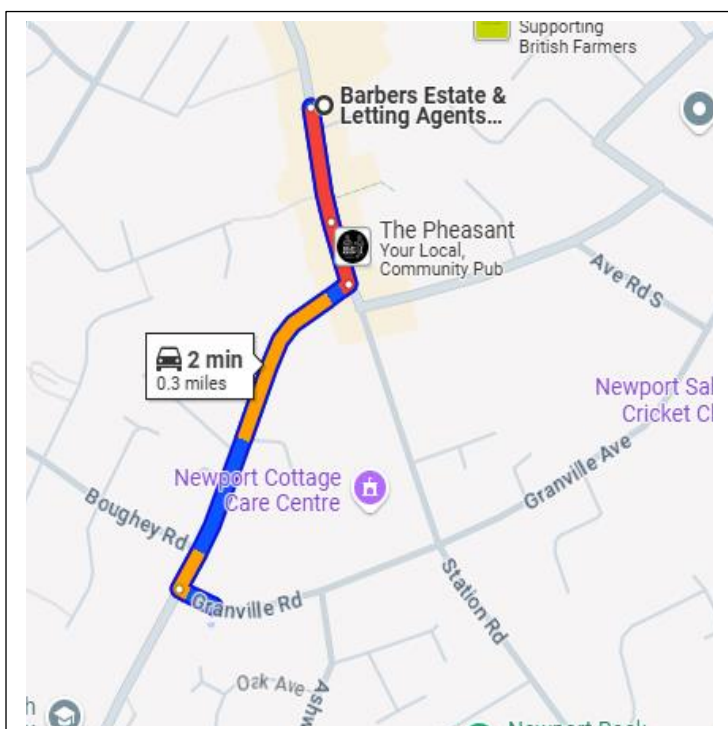 Supporting
British Farmers
Barbers Estate &
Letting Agents...
The Pheasant
Your Local,
Community Pub
Ave Rd S
2 min
0.3 miles
Newport Sal
Cricket Cl
Newport Cottage
Care Centre
Granville Ave
Boughey Rd
Granville Rd
Station Rd
Oak Ave
Ashw
h